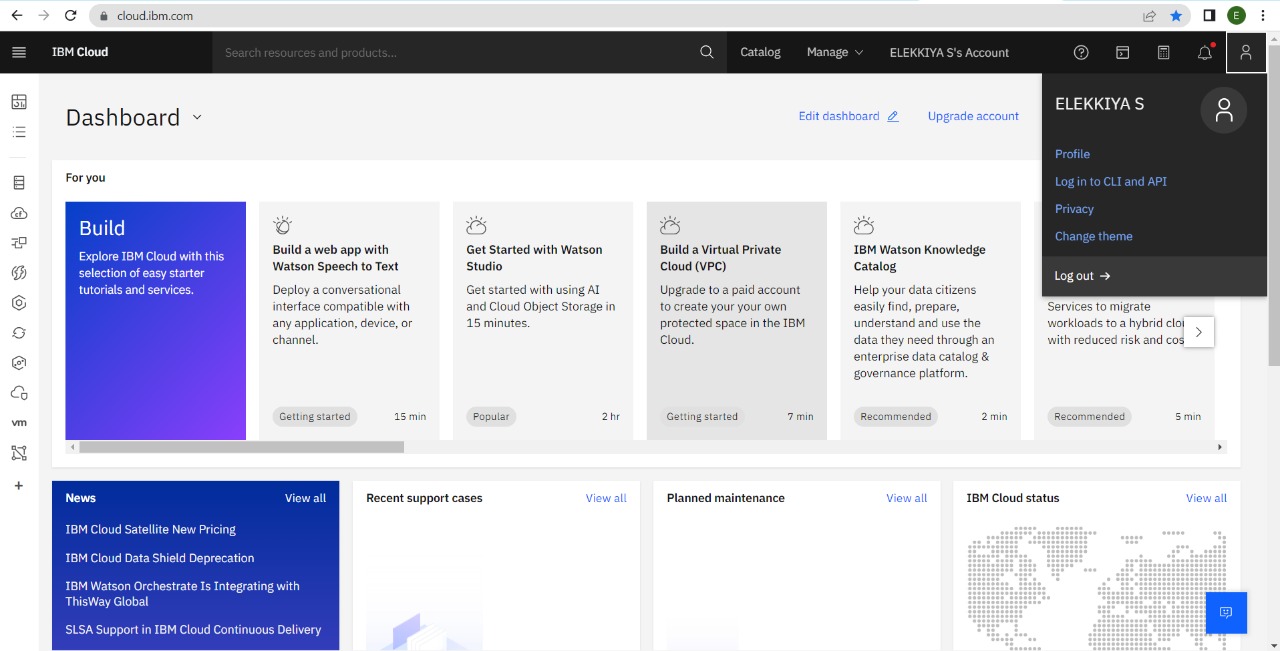 cloud.ibm.com
E
IBM Cloud
Search resources and products...
Catalog
Manage
ELEKKIYA S's Account
Dashboard
Edit dashboard
Upgrade account
ELEKKIYA S
Profile
Log in to CLI and API
Privacy
Change theme
Log out →
For you
Build
Explore IBM Cloud with this
selection of easy starter
tutorials and services.
Build a web app with
Watson Speech to Text
Deploy a conversational
interface compatible with
any application, device, or
channel.
Getting started
15 min
Get Started with Watson
Studio
Get started with using AI
and Cloud Object Storage in
15 minutes.
Popular
2 hr
Build a Virtual Private
Cloud (VPC)
Upgrade to a paid account
to create your your own
protected space in the IBM
Cloud.
Getting started
7 min
IBM Watson Knowledge
Catalog
Help your data citizens
easily find, prepare,
understand and use the
data they need through an
enterprise data catalog &
governance platform.
Recommended
2 min
Services to migrate
workloads to a hybrid clo
with reduced risk and cos
Recommended
5 min
vm
News
View all
IBM Cloud Satellite New Pricing
IBM Cloud Data Shield Deprecation
IBM Watson Orchestrate Is Integrating with
ThisWay Global
SLSA Support in IBM Cloud Continuous Delivery
Recent support cases
View all
Planned maintenance
View all
IBM Cloud status
View all